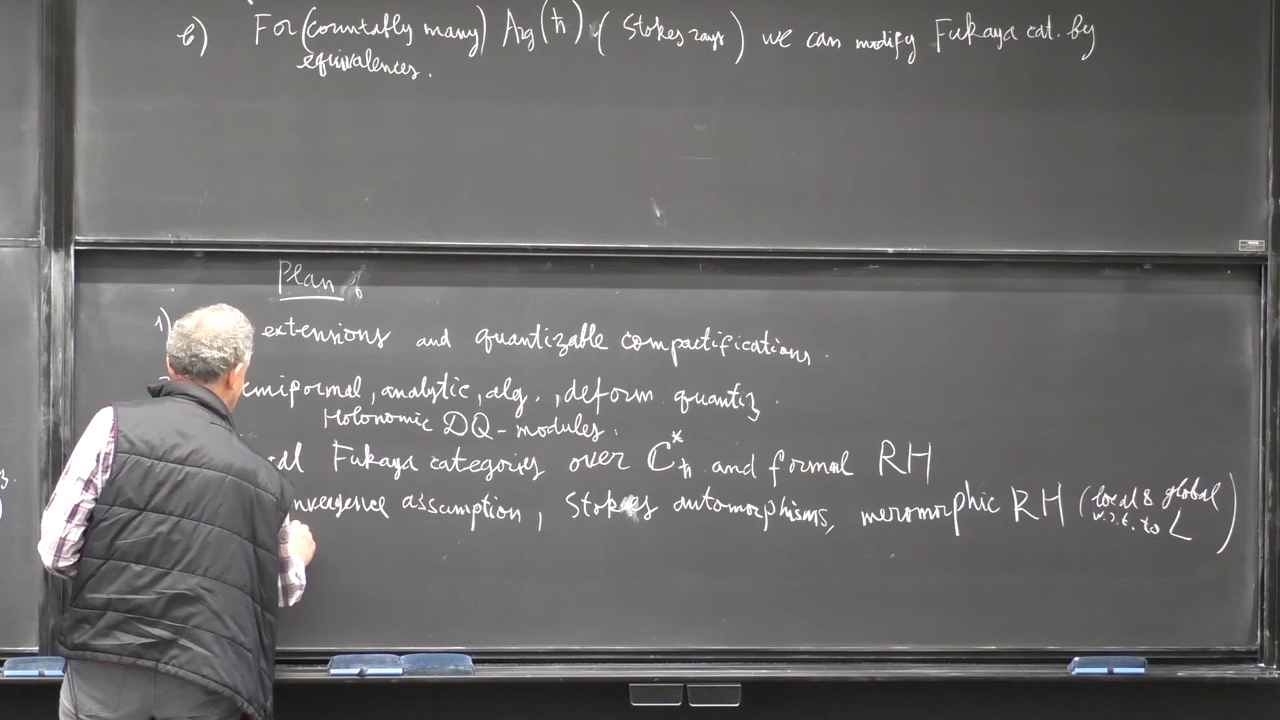 b) For (countably many) Arg(ħ) (Stokes rays) we can modify Fukaya cat. by
equivalences.
Plan
1) extensions and quantizable compactifications.
emiformal, analytic, alg., deform. quantiz.
Holonomic DQ-modules.
al Fukaya categories over ℂ*ħ and formal RH
nvergence assumption, Stokes automorphisms, meromorphic RH (local & global
w.r.t. to L)